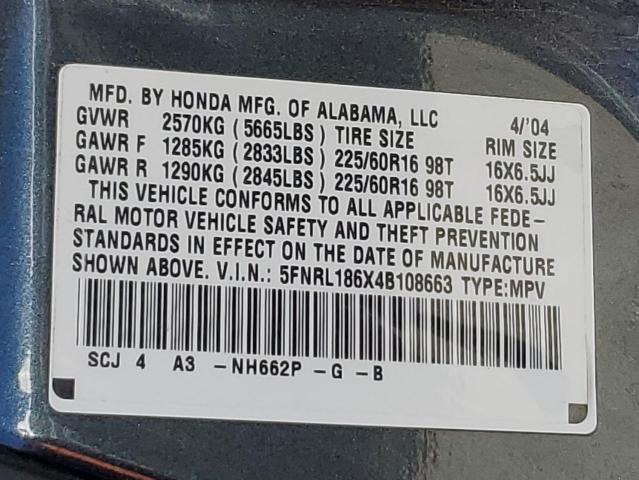 MFD. BY HONDA MFG. OF ALABAMA, LLC 4/'04
GVWR 2570KG (5665LBS) TIRE SIZE RIM SIZE
GAWR F 1285KG (2833LBS) 225/60R16 98T 16X6.5JJ
GAWR R 1290KG (2845LBS) 225/60R16 98T 16X6.5JJ
THIS VEHICLE CONFORMS TO ALL APPLICABLE FEDE-
RAL MOTOR VEHICLE SAFETY AND THEFT PREVENTION
STANDARDS IN EFFECT ON THE DATE OF MANUFACTURE
SHOWN ABOVE. V.I.N.: 5FNRL186X4B108663 TYPE:MPV
SCJ 4 A3 -NH662P -G -B